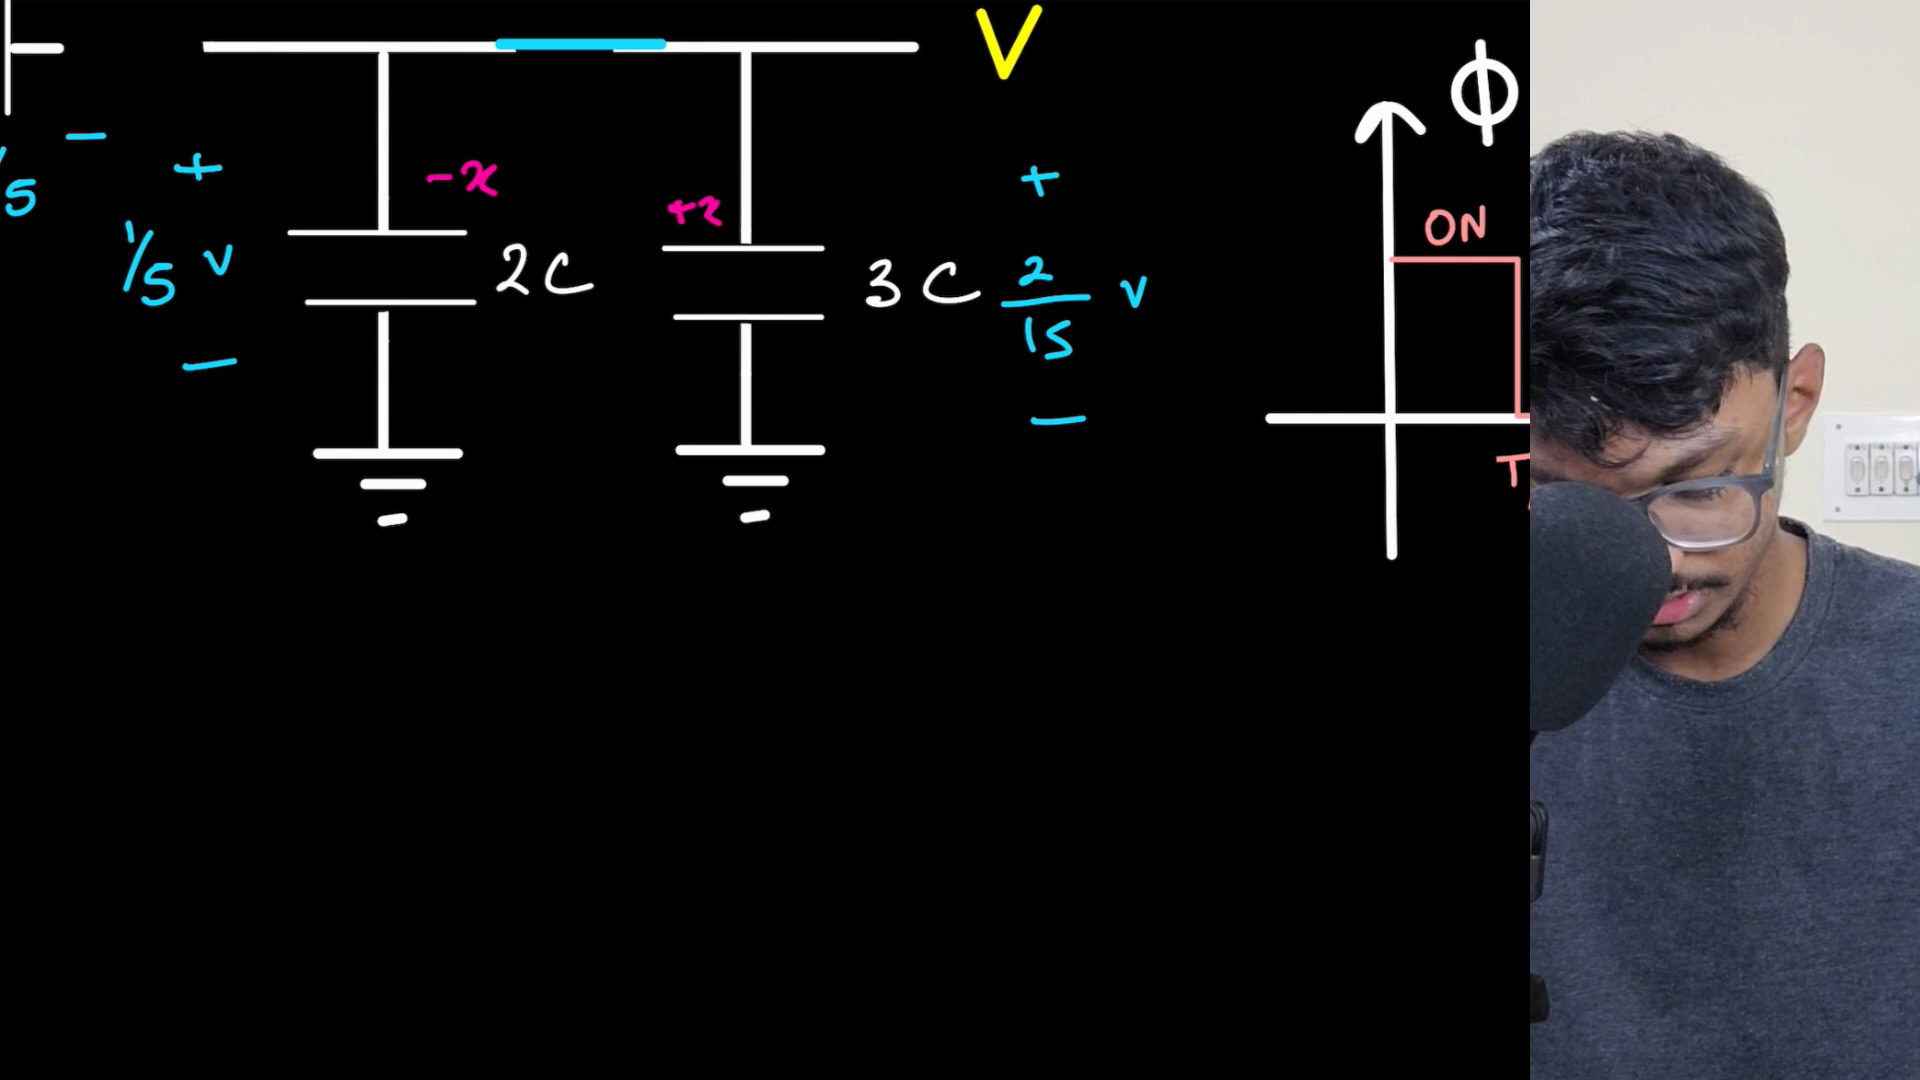 V
Φ
- +
/5
1/5 V
-
-x
2C
+x
3C
+
2/15 V
-
ON
T